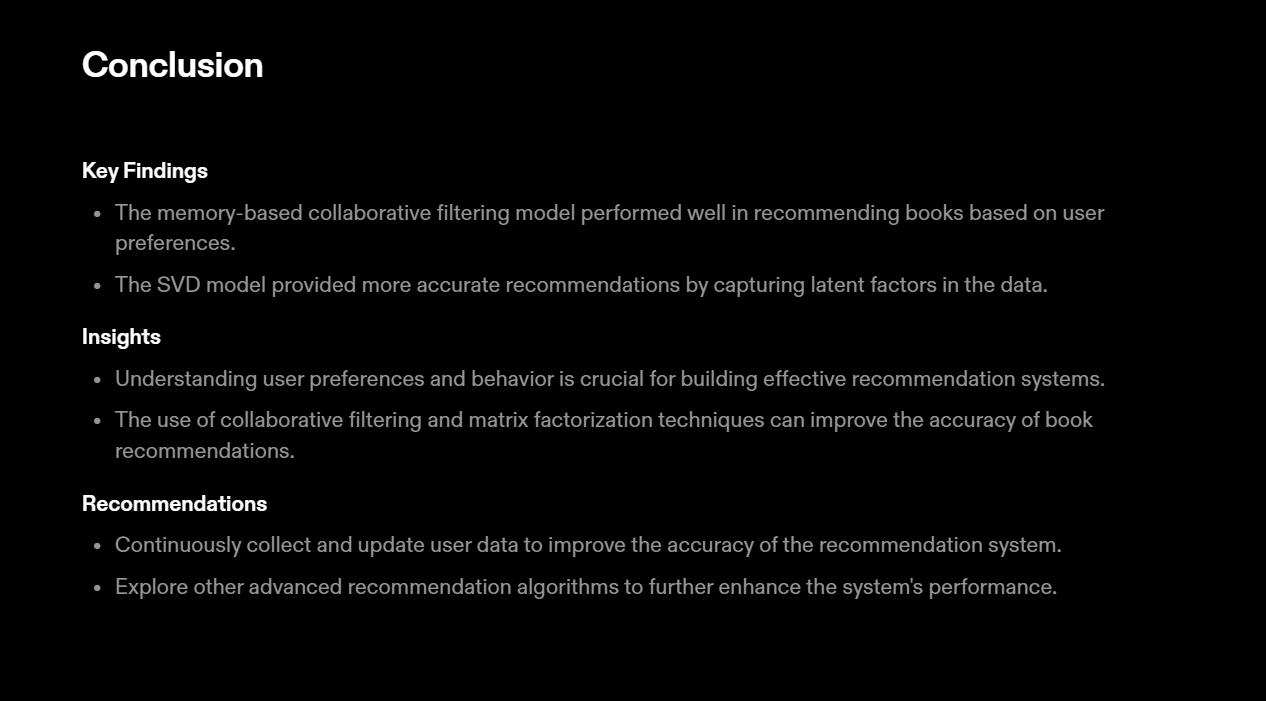 Conclusion
Key Findings
• The memory-based collaborative filtering model performed well in recommending books based on user
preferences.
• The SVD model provided more accurate recommendations by capturing latent factors in the data.
Insights
• Understanding user preferences and behavior is crucial for building effective recommendation systems.
• The use of collaborative filtering and matrix factorization techniques can improve the accuracy of book
recommendations.
Recommendations
• Continuously collect and update user data to improve the accuracy of the recommendation system.
• Explore other advanced recommendation algorithms to further enhance the system's performance.